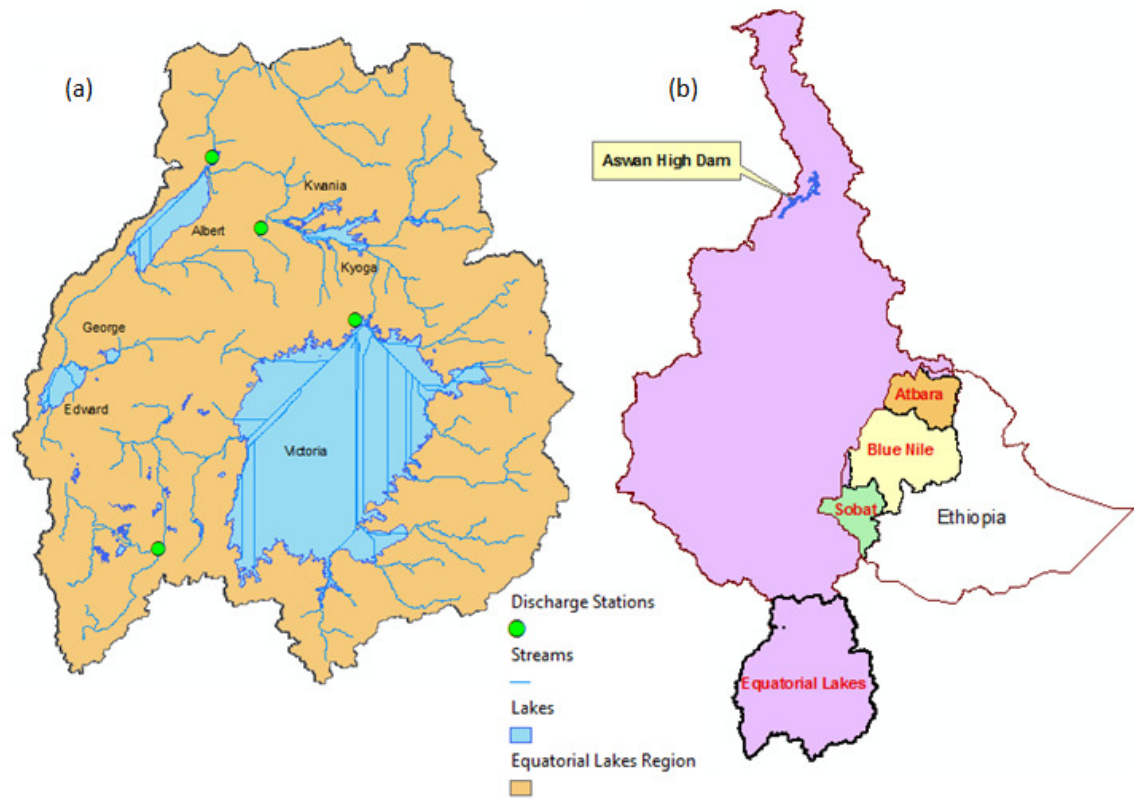 (a)
Kwania
Albert
Kyoga
George
Edward
Victoria
Discharge Stations
Streams
Lakes
Equatorial Lakes Region
(b)
Aswan High Dam
Atbara
Blue Nile
Sobat
Ethiopia
Equatorial Lakes